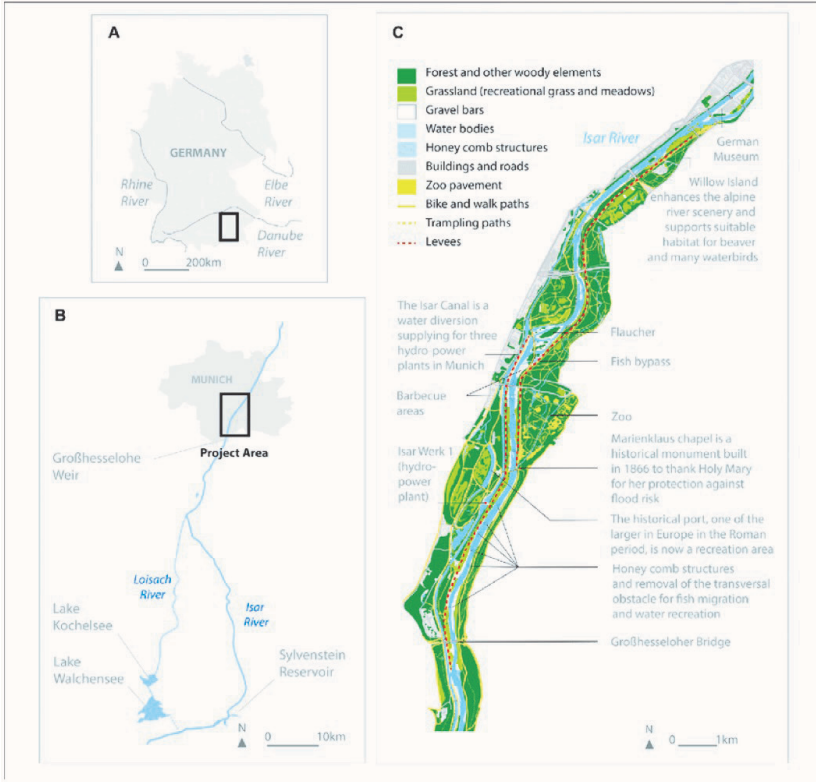 A
GERMANY
Rhine
River
Elbe
River
Danube
River
N
0
200km
B
MUNICH
Project Area
Großhesselohe
Weir
Loisach
River
Isar
River
Lake
Kochelsee
Lake
Walchensee
Sylvenstein
Reservoir
N
0
10km
C
Forest and other woody elements
Grassland (recreational grass and meadows)
Gravel bars
Water bodies
Honey comb structures
Buildings and roads
Zoo pavement
Bike and walk paths
Trampling paths
Levees
Isar River
German
Museum
Willow Island
enhances the alpine
river scenery and
supports suitable
habitat for beaver
and many waterbirds
The Isar Canal is a
water diversion
supplying for three
hydro-power
plants in Munich
Flaucher
Fish bypass
Barbecue
areas
Zoo
Isar Werk 1
(hydro-
power
plant)
Marienklaus chapel is a
historical monument built
in 1866 to thank Holy Mary
for her protection against
flood risk
The historical port, one of the
larger in Europe in the Roman
period, is now a recreation area
Honey comb structures
and removal of the transversal
obstacle for fish migration
and water recreation
Großhesseloher Bridge
N
0
1km